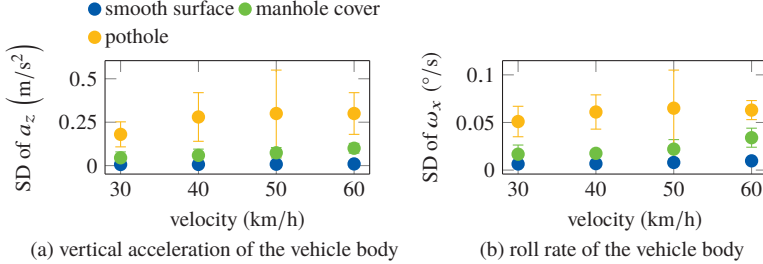 smooth surface manhole cover
pothole
SD of a_z (m/s²)
0.5
0.25
0
30 40 50 60
velocity (km/h)
(a) vertical acceleration of the vehicle body
SD of ω_x (°/s)
0.1
0.05
0
30 40 50 60
velocity (km/h)
(b) roll rate of the vehicle body